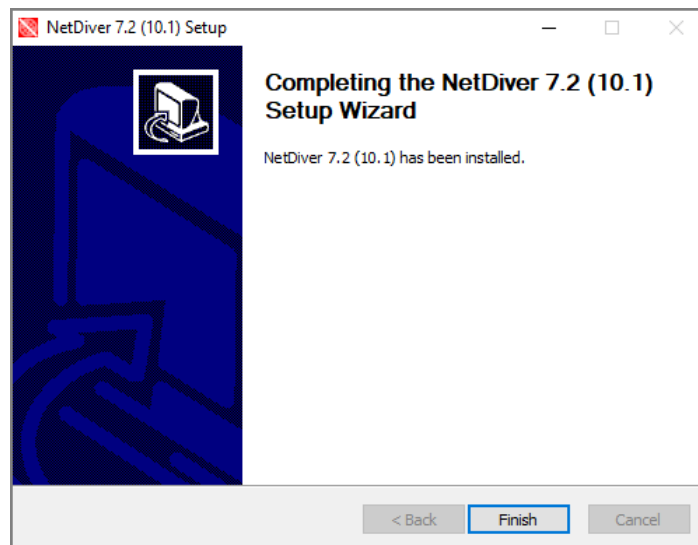 NetDiver 7.2 (10.1) Setup
Completing the NetDiver 7.2 (10.1)
Setup Wizard
NetDiver 7.2 (10.1) has been installed.
< Back
Finish
Cancel